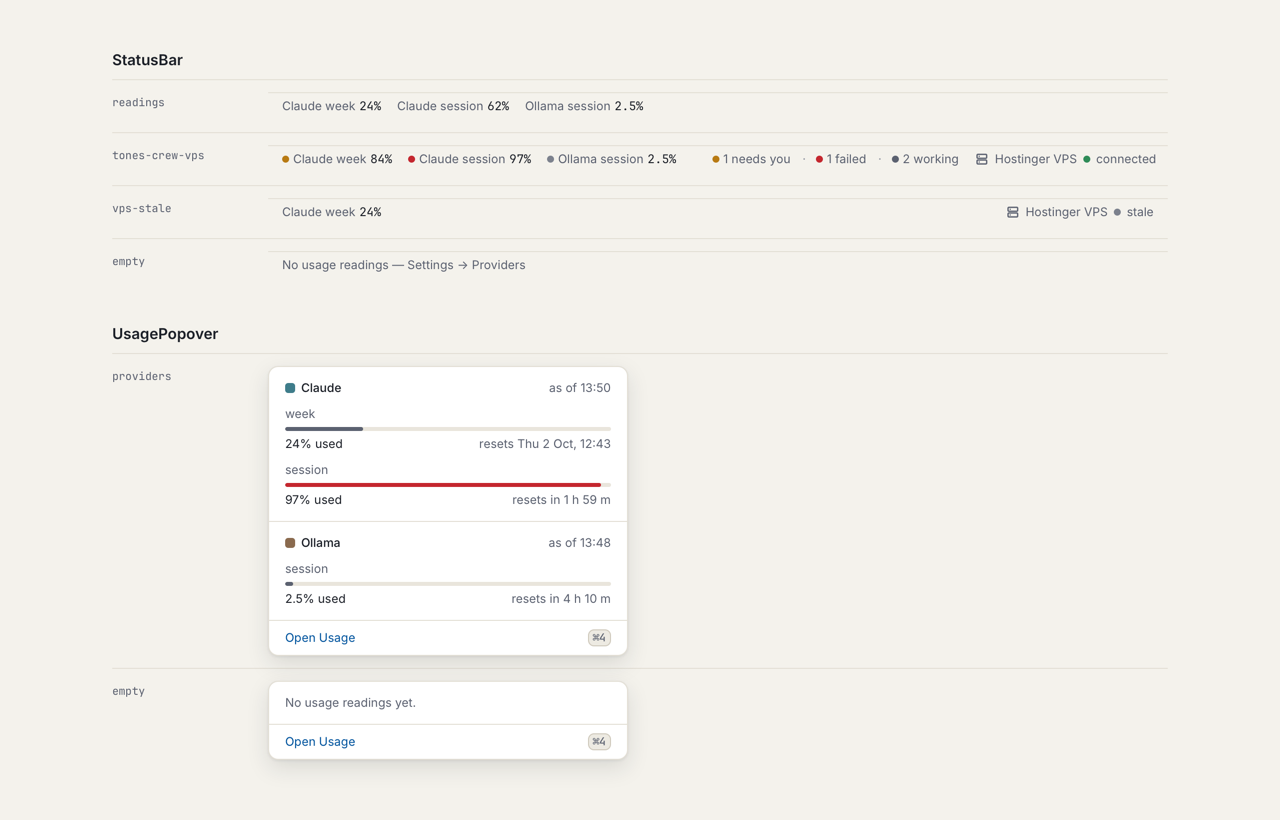 StatusBar
readings
Claude week 24% Claude session 62% Ollama session 2.5%
tones-crew-vps
Claude week 84% Claude session 97% Ollama session 2.5% 1 needs you · 1 failed · 2 working Hostinger VPS connected
vps-stale
Claude week 24% Hostinger VPS stale
empty
No usage readings — Settings → Providers
UsagePopover
providers
Claude as of 13:50
week
24% used resets Thu 2 Oct, 12:43
session
97% used resets in 1 h 59 m
Ollama as of 13:48
session
2.5% used resets in 4 h 10 m
Open Usage ⌘4
empty
No usage readings yet.
Open Usage ⌘4